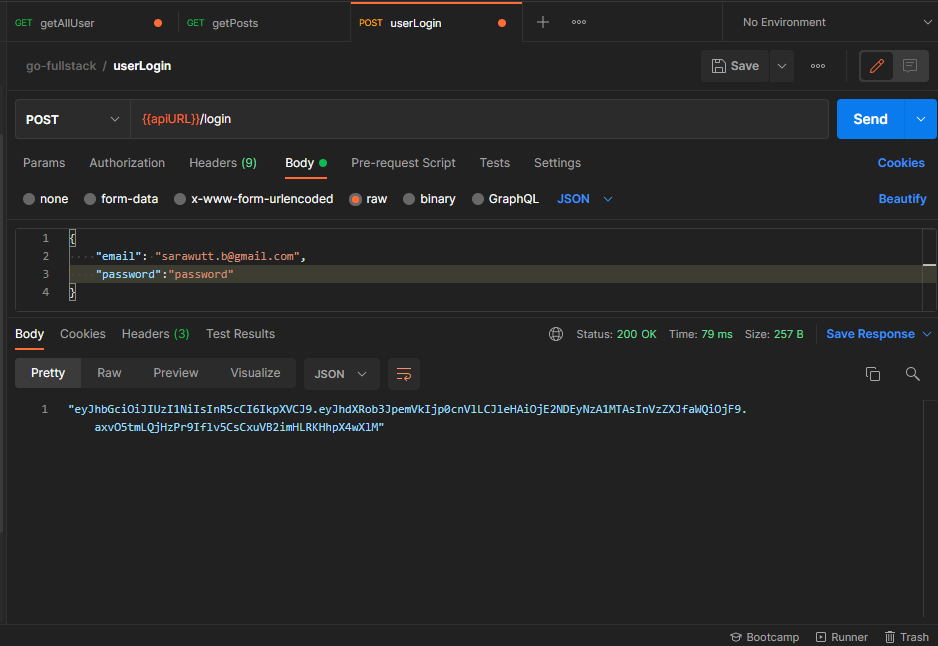 GET getAllUser GET getPosts POST userLogin No Environment
go-fullstack / userLogin Save
POST {{apiURL}}/login Send
Params Authorization Headers (9) Body Pre-request Script Tests Settings Cookies
none form-data x-www-form-urlencoded raw binary GraphQL JSON Beautify
1 {
2 "email": "sarawutt.b@gmail.com",
3 "password":"password"
4 }
Body Cookies Headers (3) Test Results Status: 200 OK Time: 79 ms Size: 257 B Save Response
Pretty Raw Preview Visualize JSON
1 "eyJhbGciOiJIUzI1NiIsInR5cCI6IkpXVCJ9.eyJhdXRob3JpemVkIjp0cnVlLCJleHAiOjE2NDEyNzA1MTAsInVzZXJfaWQiOjF9.
axvO5tmLQjHzPr9Iflv5CsCxuVB2imHLRKHhpX4wX1M"
Bootcamp Runner Trash